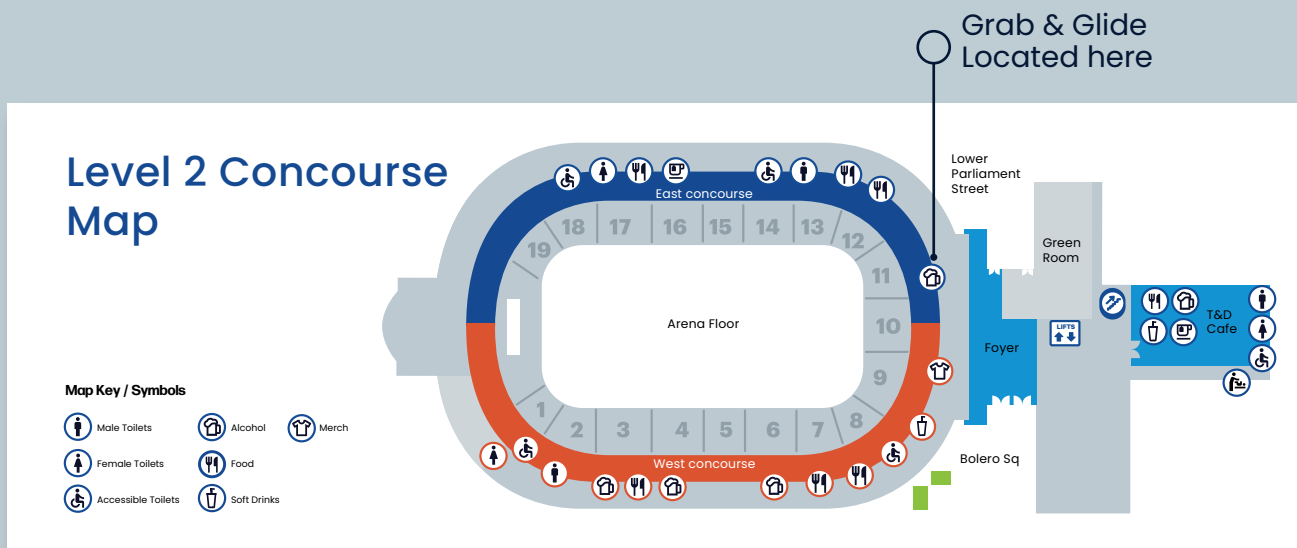 Grab & Glide
Located here
Level 2 Concourse
Map
Lower
Parliament
Street
East concourse
18
17
16
15
14
13
12
19
11
10
9
Green
Room
Arena Floor
LIFTS
Foyer
T&D
Cafe
1
2
3
4
5
6
7
8
West concourse
Bolero Sq
Map Key / Symbols
Male Toilets
Alcohol
Merch
Female Toilets
Food
Accessible Toilets
Soft Drinks